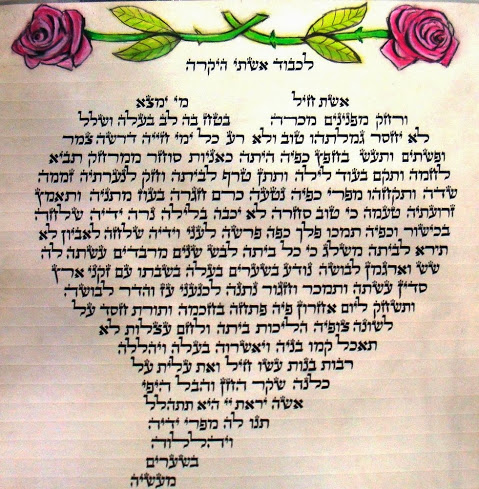 לכבוד אשתי היקרה
אשת חיל מי ימצא
ורחק מפנינים מכרה בטח בה לב בעלה ושלל
לא יחסר גמלתהו טוב ולא רע כל ימי חייה דרשה צמר
ופשתים ותעש בחפץ כפיה היתה כאניות סוחר ממרחק תביא
לחמה ותקם בעוד לילה ותתן טרף לביתה וחק לנערתיה זממה
שדה ותקחהו מפרי כפיה נטעה כרם חגרה בעוז מתניה ותאמץ
זרועתיה טעמה כי טוב סחרה לא יכבה בלילה נרה ידיה שלחה
בכישור וכפיה תמכו פלך כפה פרשה לעני וידיה שלחה לאביון לא
תירא לביתה משלג כי כל ביתה לבש שנים מרבדים עשתה לה
שש וארגמן לבושה נודע בשערים בעלה בשבתו עם זקני ארץ
סדין עשתה ותמכר וחגור נתנה לכנעני עז והדר לבושה
ותשחק ליום אחרון פיה פתחה בחכמה ותורת חסד על
לשונה צופיה הליכות ביתה ולחם עצלות לא
תאכל קמו בניה ויאשרוה בעלה ויהללה
רבות בנות עשו חיל ואת עלית על
כלנה שקר החן והבל היפי
אשה יראת יי היא תתהלל
תנו לה מפרי ידיה
ויהללוה
בשערים
מעשיה